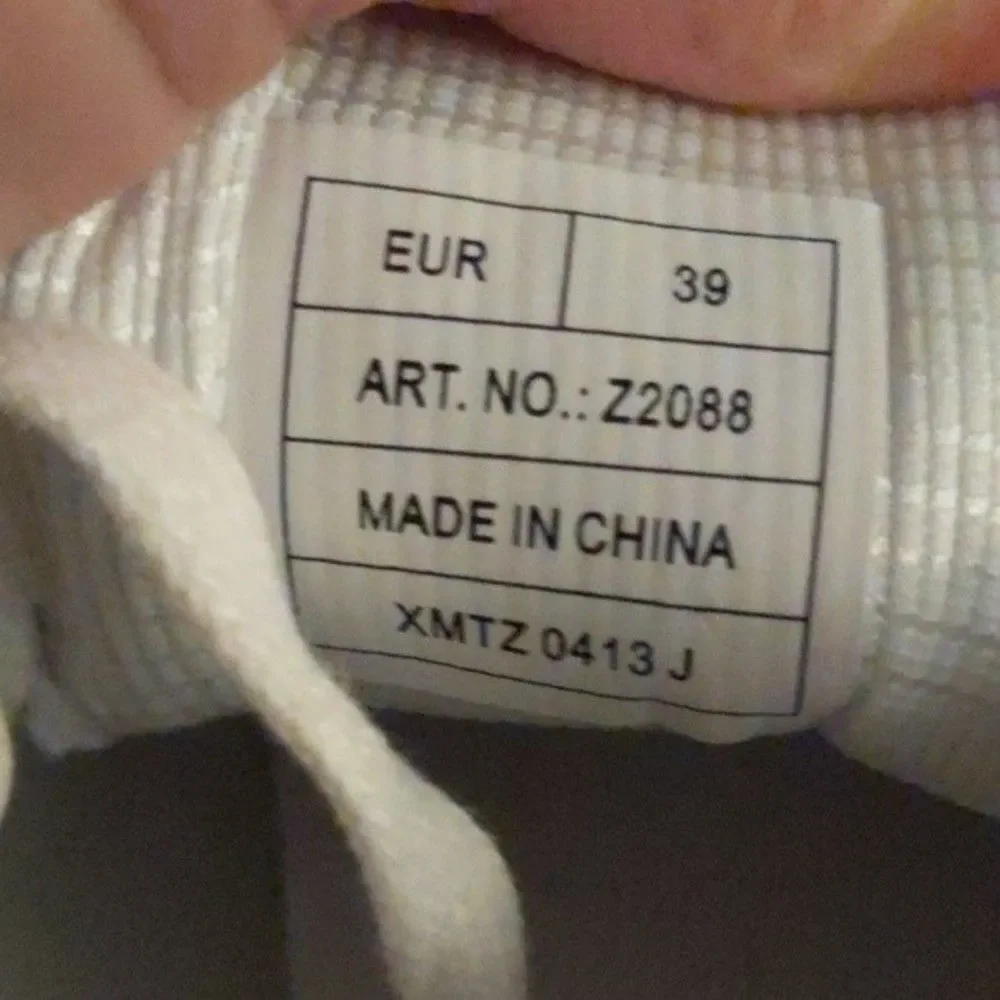 EUR 39
ART. NO.: Z2088
MADE IN CHINA
XMTZ 0413 J